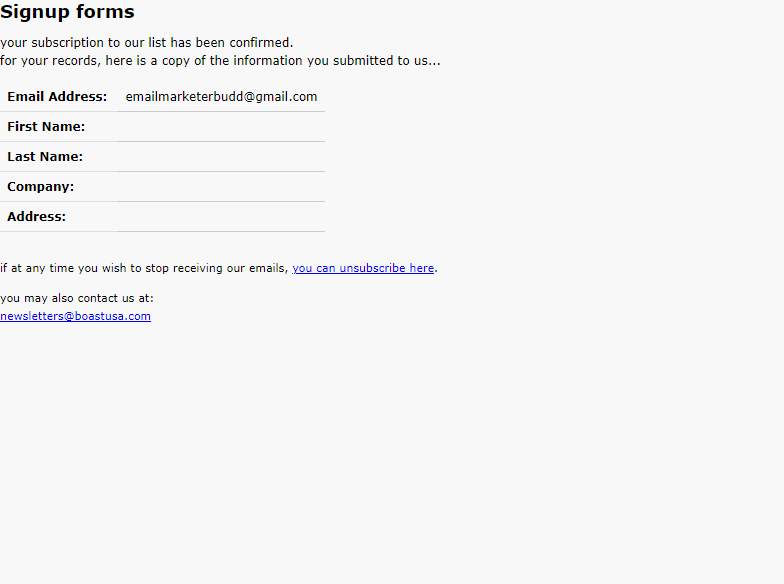 Signup forms
your subscription to our list has been confirmed.
for your records, here is a copy of the information you submitted to us...
Email Address: emailmarketerbudd@gmail.com
First Name:
Last Name:
Company:
Address:
if at any time you wish to stop receiving our emails, you can unsubscribe here.
you may also contact us at:
newsletters@boastusa.com